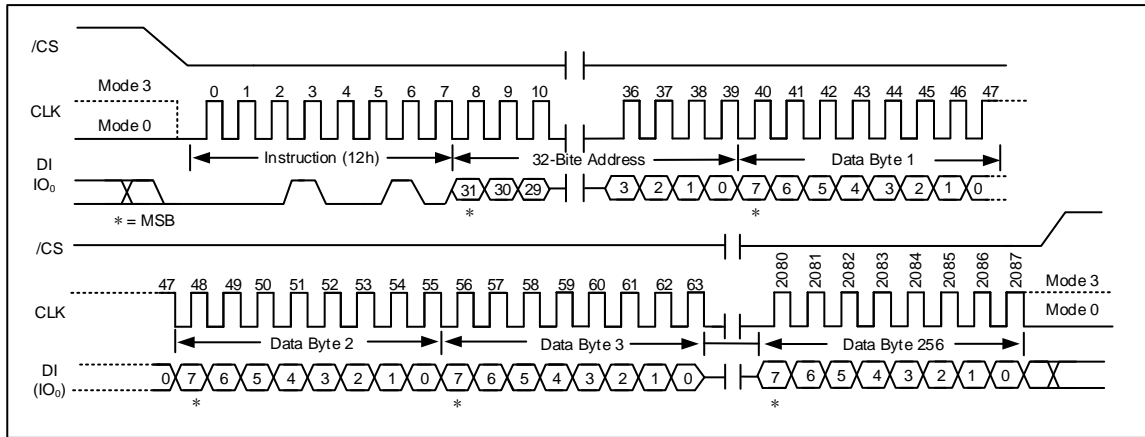 /CS
Mode 3
0 1 2 3 4 5 6 7 8 9 10 36 37 38 39 40 41 42 43 44 45 46 47
CLK
Mode 0
Instruction (12h) 32-Bite Address Data Byte 1
DI
IO₀
31 30 29 3 2 1 0 7 6 5 4 3 2 1 0
* = MSB * *
/CS
47 48 49 50 51 52 53 54 55 56 57 58 59 60 61 62 63 2080 2081 2082 2083 2084 2085 2086 2087
Mode 3
CLK
Mode 0
Data Byte 2 Data Byte 3 Data Byte 256
DI
(IO₀)
0 7 6 5 4 3 2 1 0 7 6 5 4 3 2 1 0 7 6 5 4 3 2 1 0
* * *